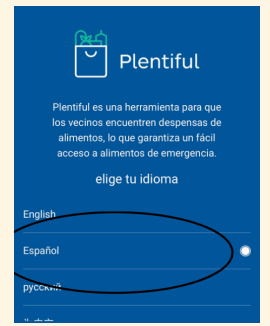 Plentiful
Plentiful es una herramienta para que
los vecinos encuentren despensas de
alimentos, lo que garantiza un fácil
acceso a alimentos de emergencia.
elige tu idioma
English
Español
русский